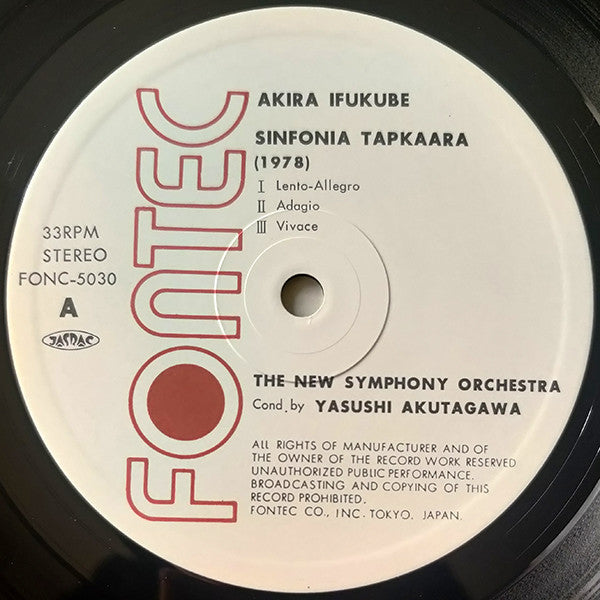 FONTEC
AKIRA IFUKUBE
SINFONIA TAPKAARA
(1978)
I Lento-Allegro
II Adagio
III Vivace
33RPM
STEREO
FONC-5030
A
JASRAC
THE NEW SYMPHONY ORCHESTRA
Cond. by YASUSHI AKUTAGAWA
ALL RIGHTS OF MANUFACTURER AND OF
THE OWNER OF THE RECORD WORK RESERVED
UNAUTHORIZED PUBLIC PERFORMANCE.
BROADCASTING AND COPYING OF THIS
RECORD PROHIBITED.
FONTEC CO., INC. TOKYO. JAPAN.